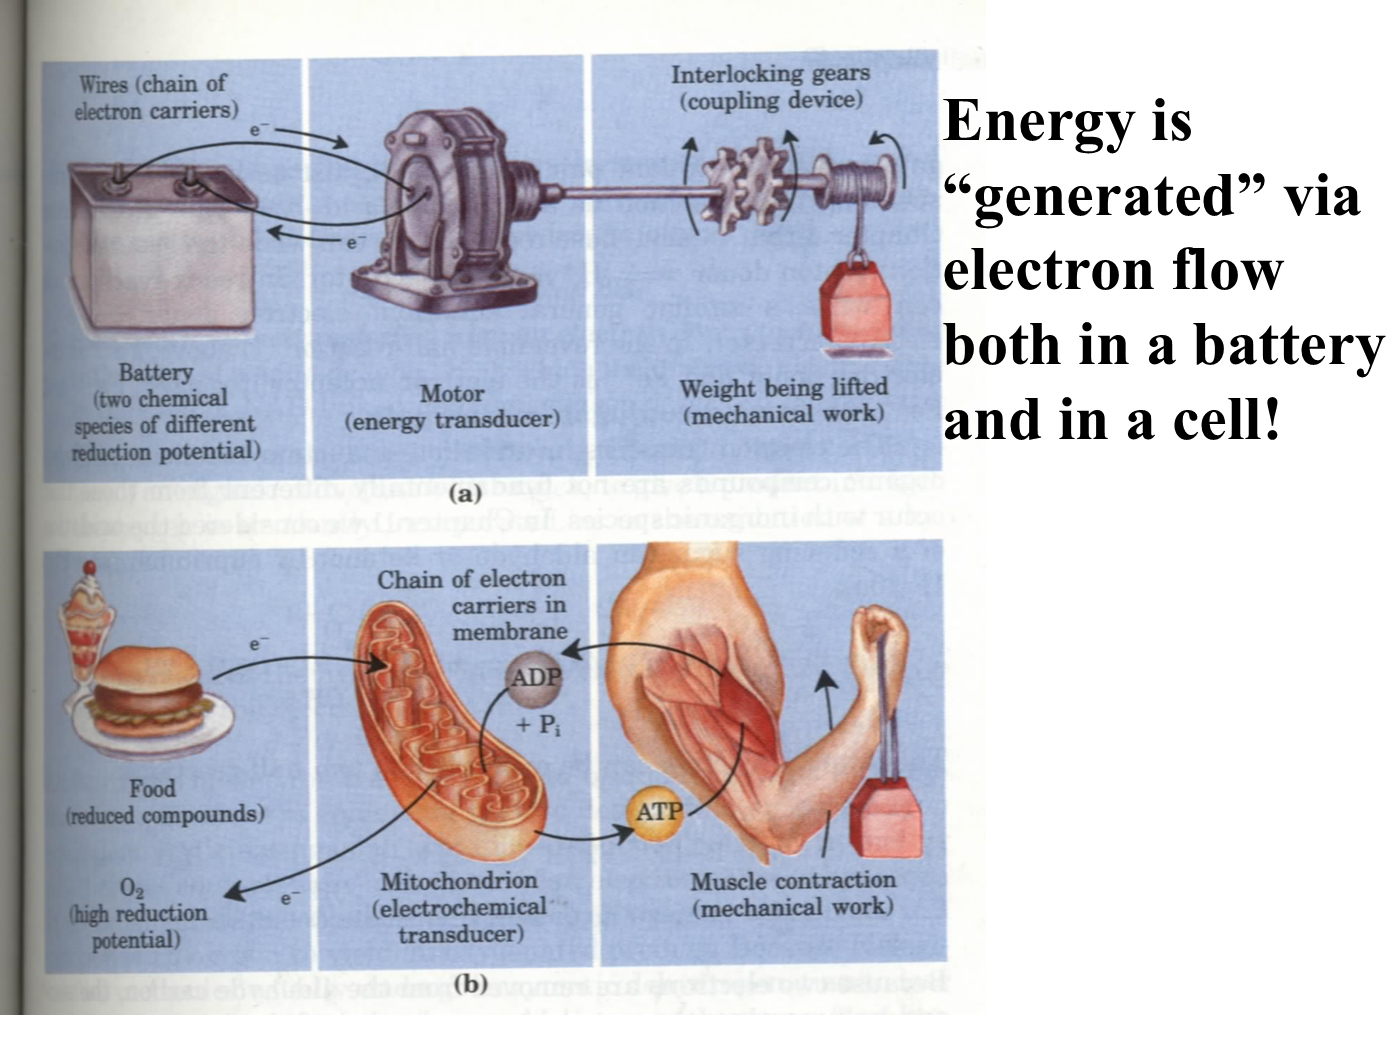 Wires (chain of
electron carriers)
e⁻
e⁻
Battery
(two chemical
species of different
reduction potential)
Motor
(energy transducer)
Interlocking gears
(coupling device)
Weight being lifted
(mechanical work)
(a)
Energy is
“generated” via
electron flow
both in a battery
and in a cell!
e⁻
Food
(reduced compounds)
O₂
(high reduction
potential)
e⁻
Chain of electron
carriers in
membrane
ADP
+ Pᵢ
ATP
Mitochondrion
(electrochemical
transducer)
Muscle contraction
(mechanical work)
(b)